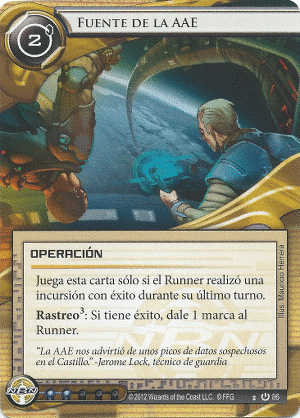 FUENTE DE LA AAE
2
OPERACIÓN
Juega esta carta sólo si el Runner realizó una
incursión con éxito durante su último turno.
Rastreo³: Si tiene éxito, dale 1 marca al
Runner.
“La AAE nos advirtió de unos picos de datos sospechosos
en el Castillo.” -Jerome Lock, técnico de guardia
Ilus. Mauricio Herrera
©2012 Wizards of the Coast LLC. © FFG
86